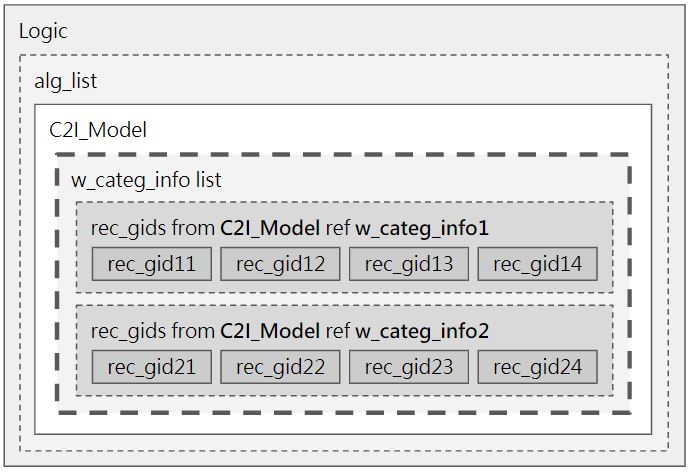 Logic
alg_list
C2I_Model
w_categ_info list
rec_gids from C2I_Model ref w_categ_info1
rec_gid11 rec_gid12 rec_gid13 rec_gid14
rec_gids from C2I_Model ref w_categ_info2
rec_gid21 rec_gid22 rec_gid23 rec_gid24